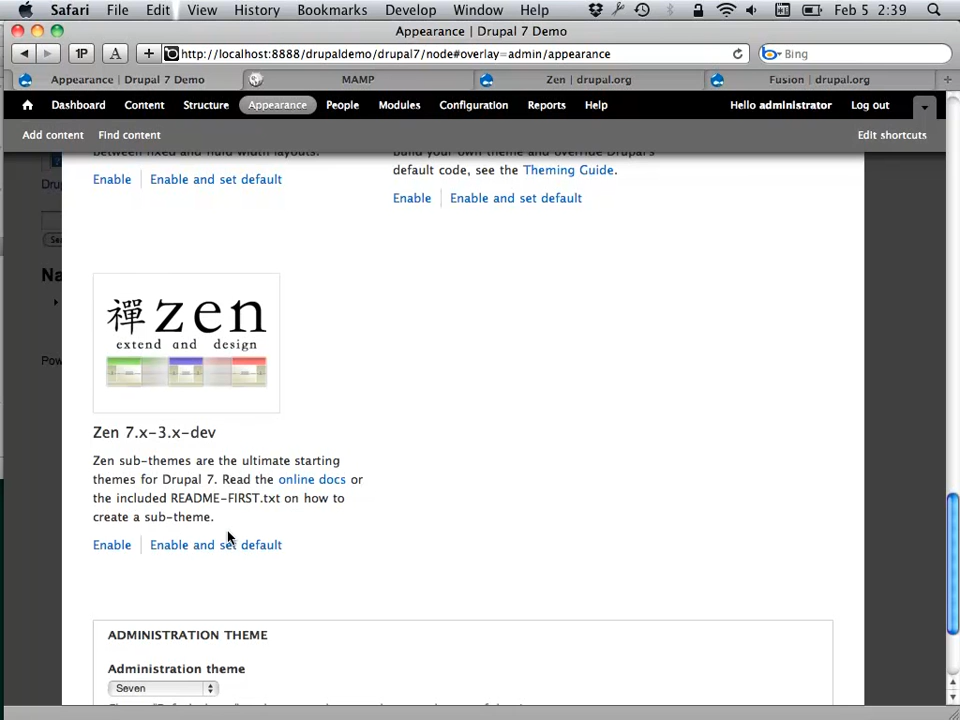 Safari File Edit View History Bookmarks Develop Window Help Feb 5 2:39
Appearance | Drupal 7 Demo
1P A + http://localhost:8888/drupaldemo/drupal7/node#overlay=admin/appearance Bing
Appearance | Drupal 7 Demo MAMP Zen | drupal.org Fusion | drupal.org +
Dashboard Content Structure Appearance People Modules Configuration Reports Help Hello administrator Log out
Add content Find content Edit shortcuts
between fixed and fluid width layouts.
Enable Enable and set default
build your own theme and override Drupal's
default code, see the Theming Guide.
Enable Enable and set default
Dru
Sea
Na
Pow
禪 zen
extend and design
Zen 7.x-3.x-dev
Zen sub-themes are the ultimate starting
themes for Drupal 7. Read the online docs or
the included README-FIRST.txt on how to
create a sub-theme.
Enable Enable and set default
ADMINISTRATION THEME
Administration theme
Seven